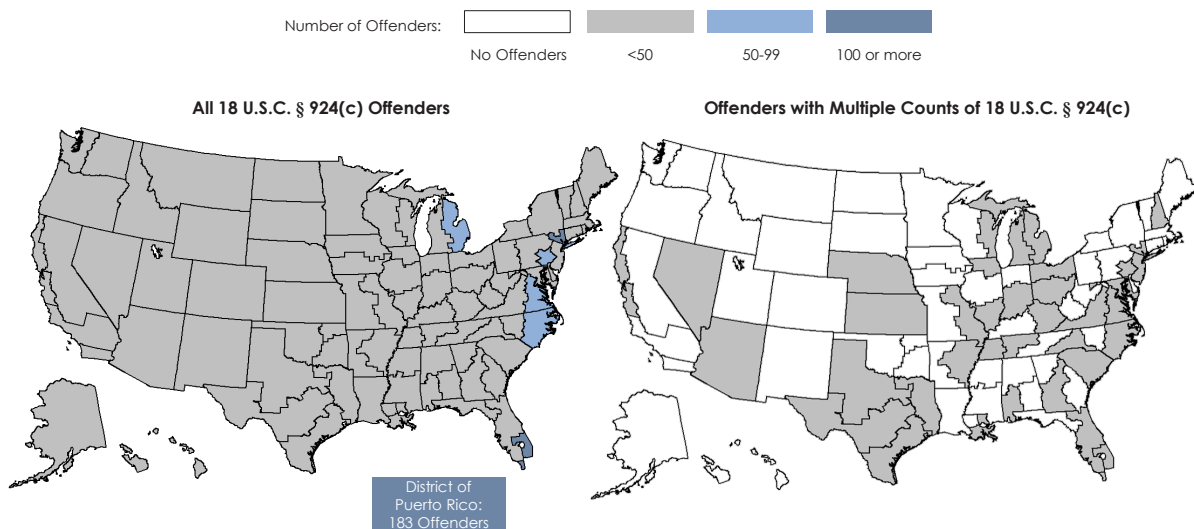 Number of Offenders:
No Offenders
<50
50-99
100 or more
All 18 U.S.C. § 924(c) Offenders
Offenders with Multiple Counts of 18 U.S.C. § 924(c)
District of
Puerto Rico:
183 Offenders